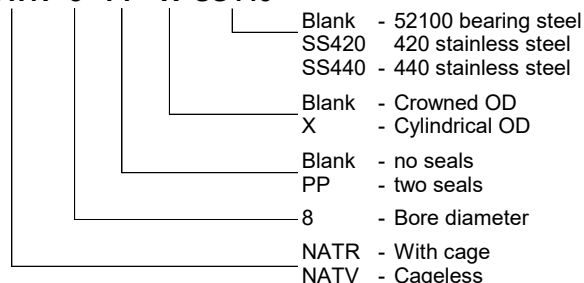 Blank - 52100 bearing steel
SS420 420 stainless steel
SS440 - 440 stainless steel
Blank - Crowned OD
X - Cylindrical OD
Blank - no seals
PP - two seals
8 - Bore diameter
NATR - With cage
NATV - Cageless